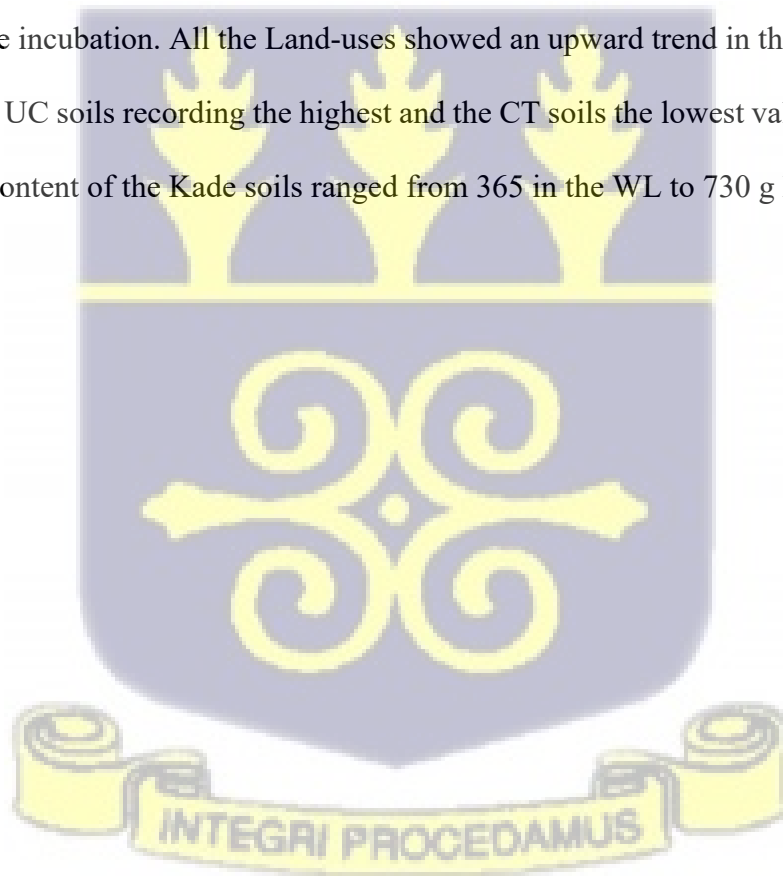 e incubation. All the Land-uses showed an upward trend in th
UC soils recording the highest and the CT soils the lowest va
ontent of the Kade soils ranged from 365 in the WL to 730 g
INTEGRI PROCEDAMUS